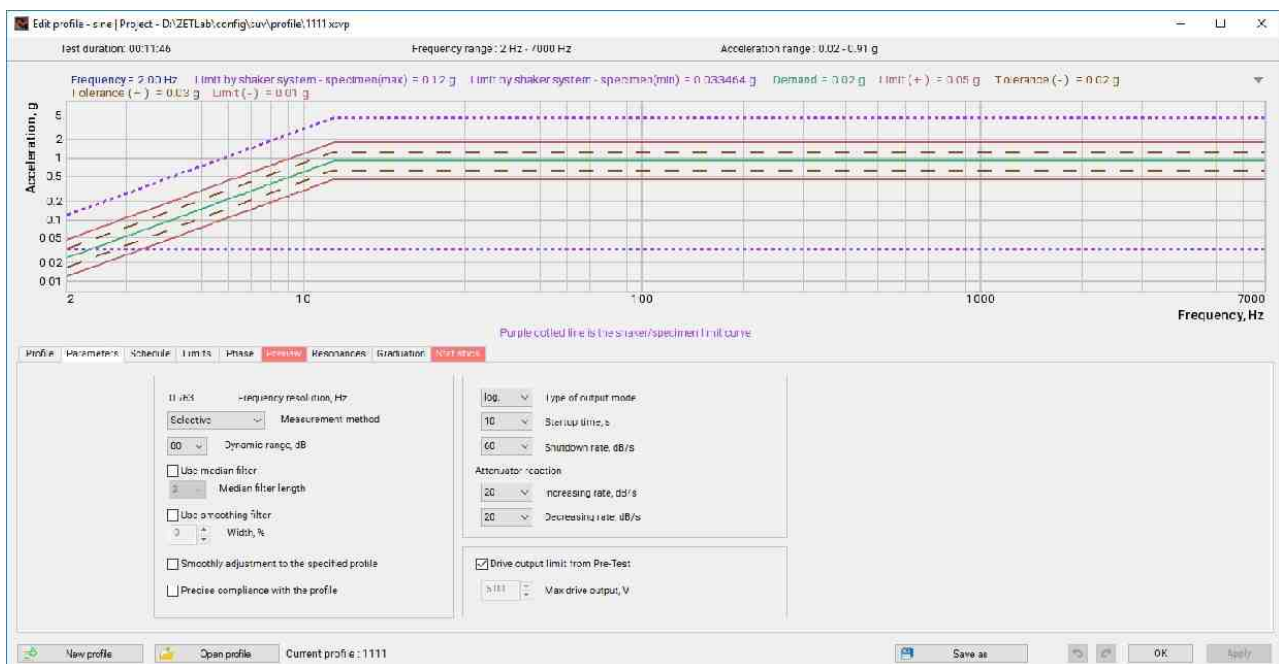 Edit profile - sine | Project - D:\ZETLab\config\suv\profile\1111.xsvp
Test duration: 00:11:46 Frequency range: 2 Hz - 7000 Hz Acceleration range: 0.02 - 0.91 g
Frequency = 2.00 Hz Limit by shaker system - specimen(max) = 0.12 g Limit by shaker system - specimen(min) = 0.033464 g Demand = 0.02 g Limit (+) = 0.05 g Tolerance (-) = 0.02 g
Tolerance (+) = 0.03 g Limit (-) = 0.01 g
Acceleration, g
5
2
1
0.5
0.2
0.1
0.05
0.02
0.01
2 10 100 1000 7000
Frequency, Hz
Purple dotted line is the shaker/specimen limit curve
Profile Parameters Schedule Limits Phase Preview Resonances Graduation Statistics
0.763 Frequency resolution, Hz log. Type of output mode
Selective Measurement method 10 Startup time, s
80 Dynamic range, dB 60 Shutdown rate, dB/s
Use median filter Attenuator reaction
3 Median filter length 20 Increasing rate, dB/s
Use smoothing filter 20 Decreasing rate, dB/s
Width, %
Smoothly adjustment to the specified profile Drive output limit from Pre-Test
Precise compliance with the profile Max drive output, V
New profile Open profile Current profile : 1111 Save as OK Apply